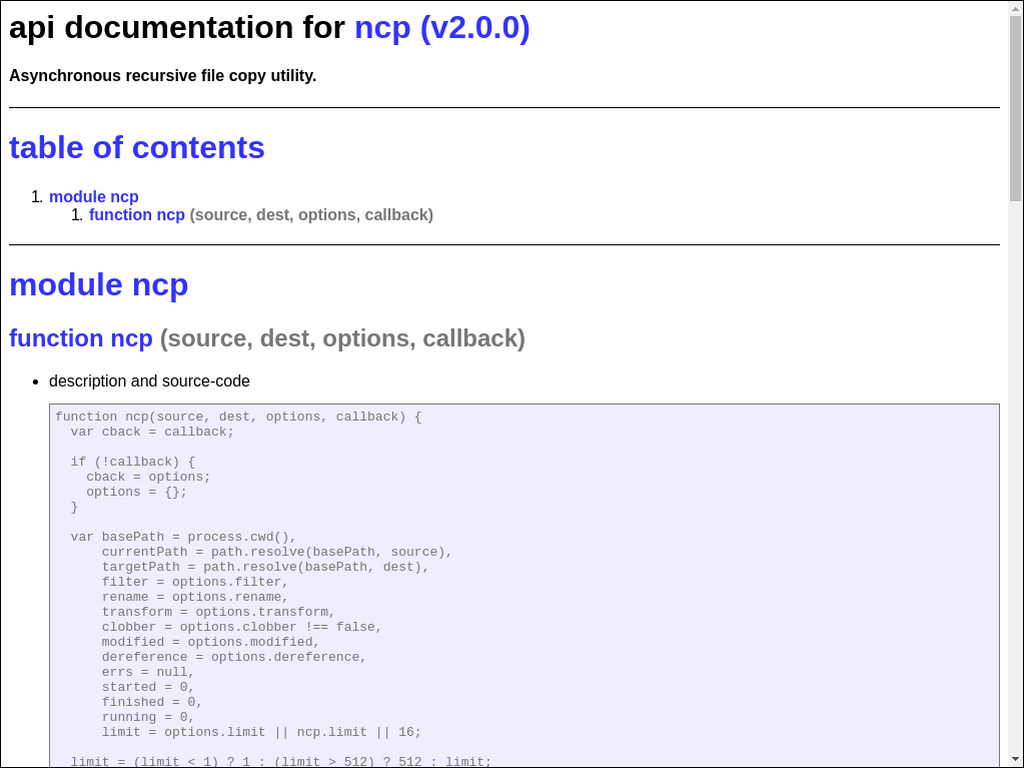 api documentation for ncp (v2.0.0)
Asynchronous recursive file copy utility.
table of contents
1. module ncp
1. function ncp (source, dest, options, callback)
module ncp
function ncp (source, dest, options, callback)
• description and source-code
function ncp(source, dest, options, callback) {
  var cback = callback;

  if (!callback) {
    cback = options;
    options = {};
  }

  var basePath = process.cwd(),
      currentPath = path.resolve(basePath, source),
      targetPath = path.resolve(basePath, dest),
      filter = options.filter,
      rename = options.rename,
      transform = options.transform,
      clobber = options.clobber !== false,
      modified = options.modified,
      dereference = options.dereference,
      errs = null,
      started = 0,
      finished = 0,
      running = 0,
      limit = options.limit || ncp.limit || 16;

  limit = (limit < 1) ? 1 : (limit > 512) ? 512 : limit;